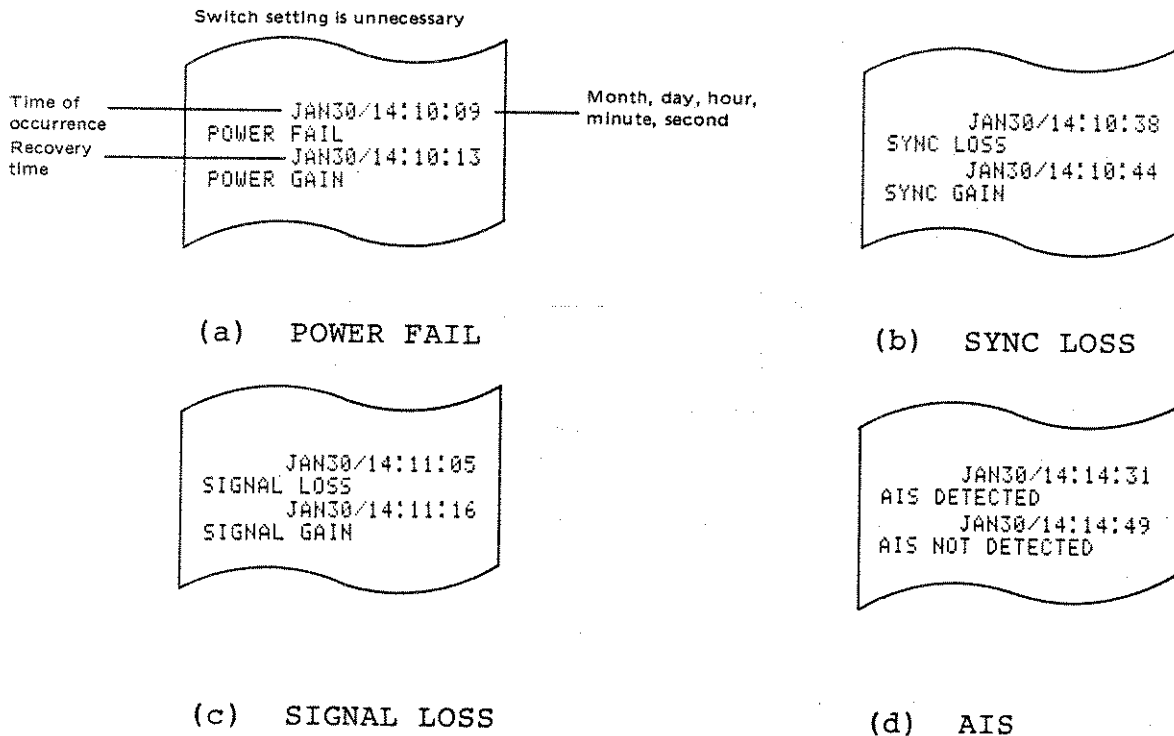 Switch setting is unnecessary
Time of
occurrence
Recovery
time
JAN30/14:10:09
POWER FAIL
JAN30/14:10:13
POWER GAIN
Month, day, hour,
minute, second
(a) POWER FAIL
JAN30/14:10:38
SYNC LOSS
JAN30/14:10:44
SYNC GAIN
(b) SYNC LOSS
JAN30/14:11:05
SIGNAL LOSS
JAN30/14:11:16
SIGNAL GAIN
(c) SIGNAL LOSS
JAN30/14:14:31
AIS DETECTED
JAN30/14:14:49
AIS NOT DETECTED
(d) AIS